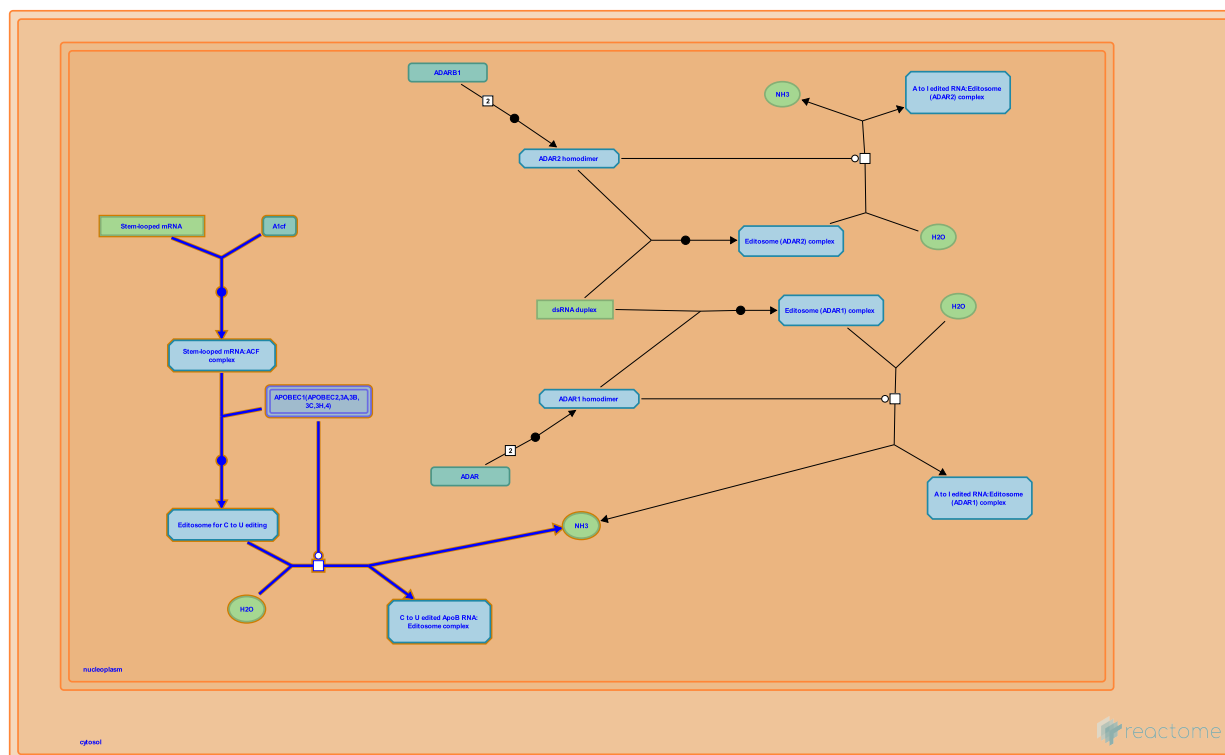 ADARB1
2
NH3
A to I edited RNA:Editosome
(ADAR2) complex
ADAR2 homodimer
Stem-looped mRNA
A1cf
Editosome (ADAR2) complex
H2O
dsRNA duplex
Editosome (ADAR1) complex
H2O
Stem-looped mRNA:ACF
complex
APOBEC1(APOBEC2,3A,3B,
3C,3H,4)
ADAR1 homodimer
2
ADAR
A to I edited RNA:Editosome
(ADAR1) complex
Editosome for C to U editing
NH3
H2O
C to U edited ApoB RNA:
Editosome complex
nucleoplasm
cytosol
reactome